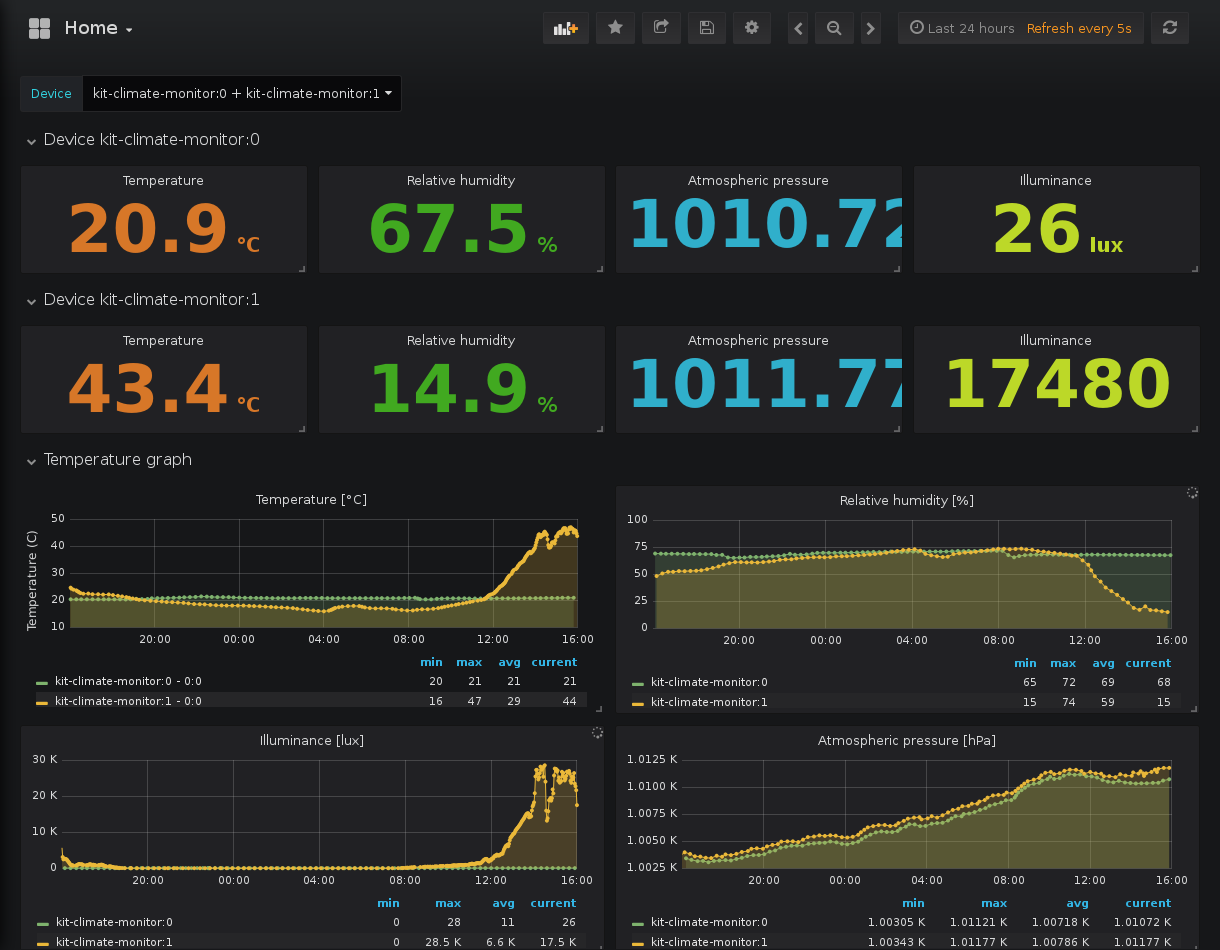 Home
Last 24 hours Refresh every 5s
Device kit-climate-monitor:0 + kit-climate-monitor:1
Device kit-climate-monitor:0
Temperature Relative humidity Atmospheric pressure Illuminance
20.9 °C 67.5 % 1010.72 26 lux
Device kit-climate-monitor:1
Temperature Relative humidity Atmospheric pressure Illuminance
43.4 °C 14.9 % 1011.77 17480
Temperature graph
Temperature [°C]
Temperature (C)
50
40
30
20
10
20:00 00:00 04:00 08:00 12:00 16:00
min max avg current
kit-climate-monitor:0 - 0:0 20 21 21 21
kit-climate-monitor:1 - 0:0 16 47 29 44
Relative humidity [%]
100
75
50
25
0
20:00 00:00 04:00 08:00 12:00 16:00
min max avg current
kit-climate-monitor:0 65 72 69 68
kit-climate-monitor:1 15 74 59 15
Illuminance [lux]
30 K
20 K
10 K
0
20:00 00:00 04:00 08:00 12:00 16:00
min max avg current
kit-climate-monitor:0 0 28 11 26
kit-climate-monitor:1 0 28.5 K 6.6 K 17.5 K
Atmospheric pressure [hPa]
1.0125 K
1.0100 K
1.0075 K
1.0050 K
1.0025 K
20:00 00:00 04:00 08:00 12:00 16:00
min max avg current
kit-climate-monitor:0 1.00305 K 1.01121 K 1.00718 K 1.01072 K
kit-climate-monitor:1 1.00343 K 1.01177 K 1.00786 K 1.01177 K